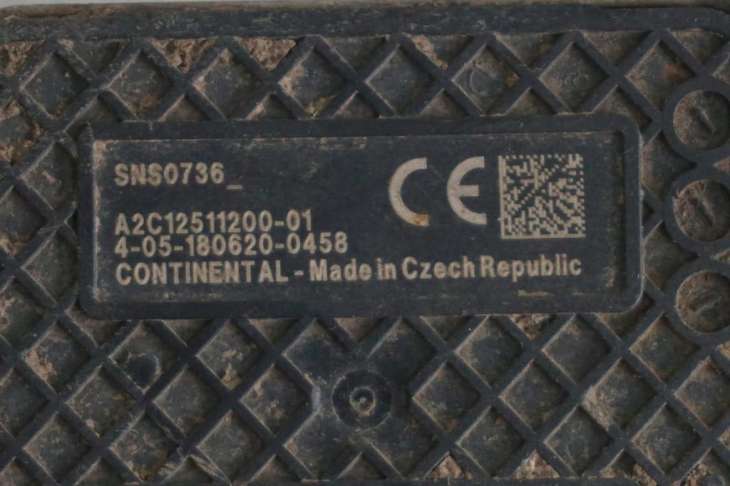 SNS0736_
CE
A2C12511200-01
4-05-180620-0458
CONTINENTAL - Made in Czech Republic